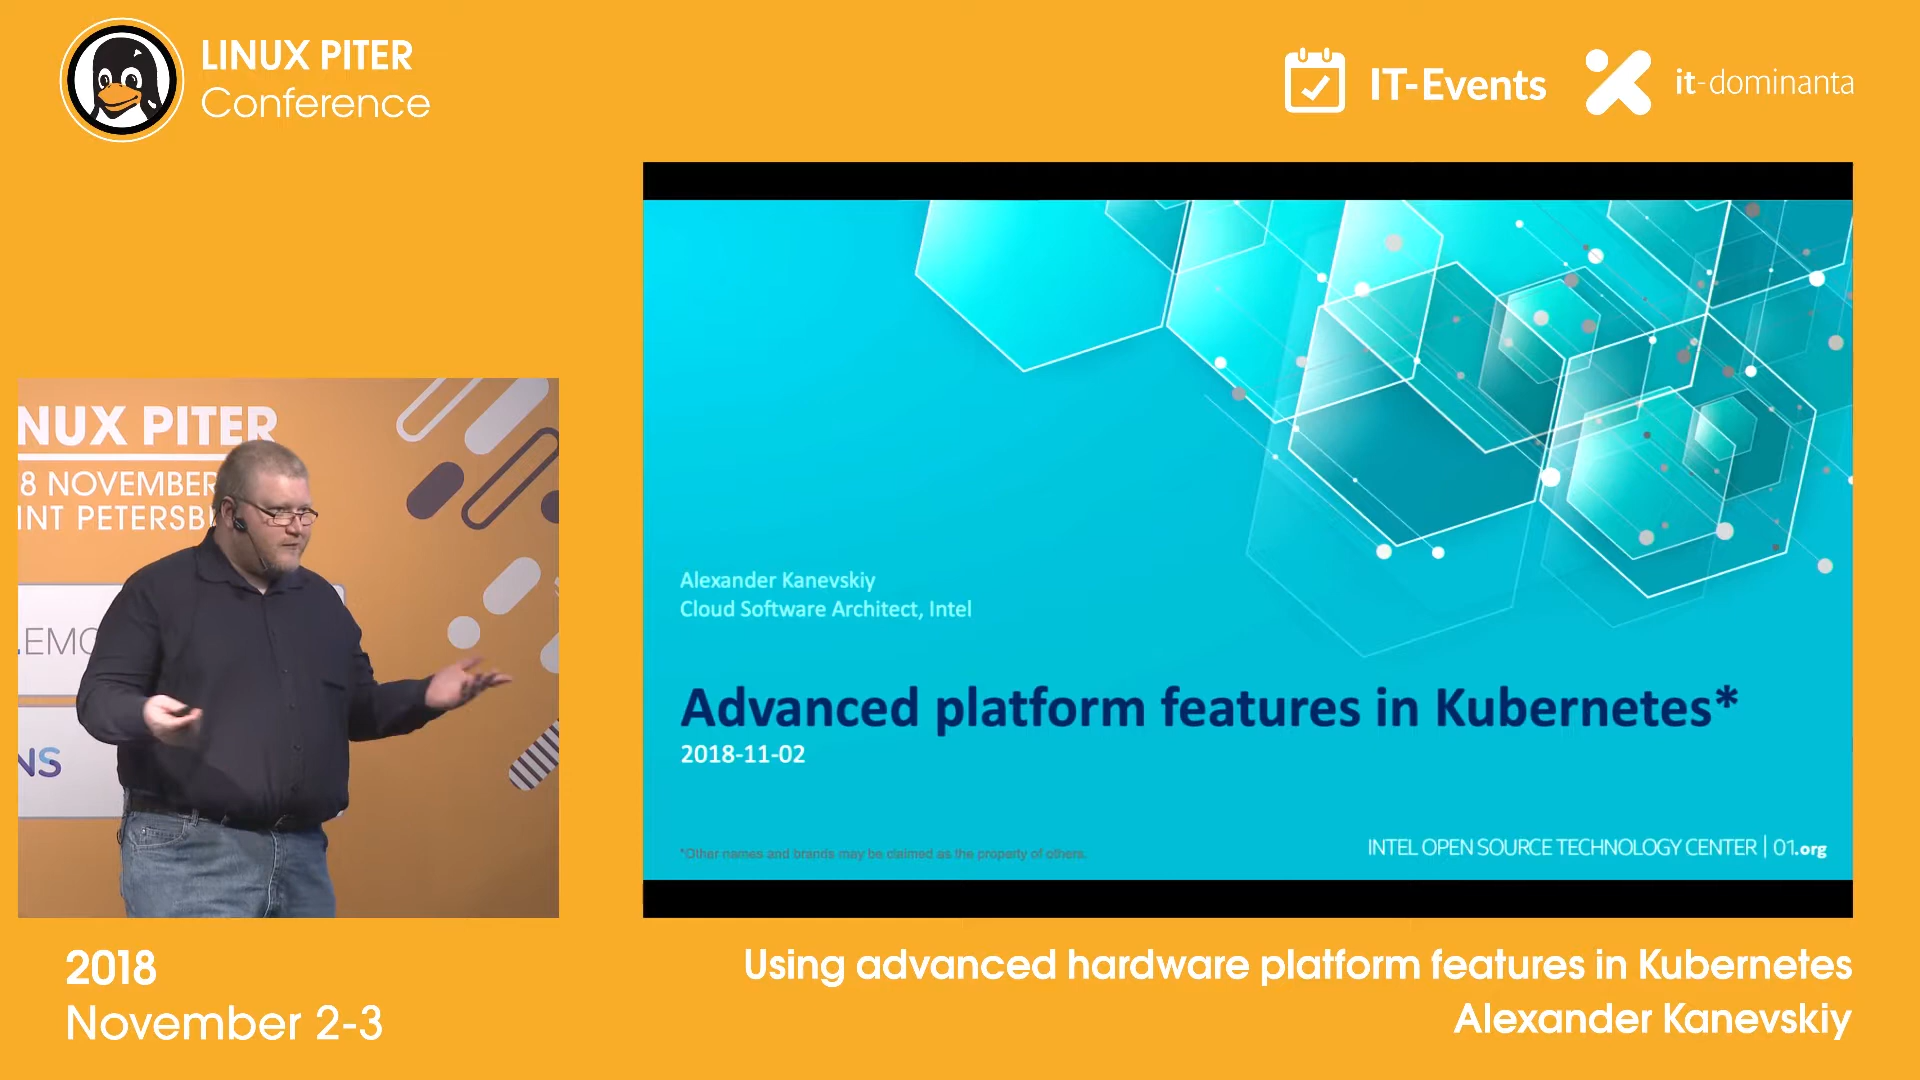 LINUX PITER
Conference
IT-Events
it-dominanta
NUX PITER
8 NOVEMBER
INT PETERSB
.EMC
NS
Alexander Kanevskiy
Cloud Software Architect, Intel
Advanced platform features in Kubernetes*
2018-11-02
*Other names and brands may be claimed as the property of others.
INTEL OPEN SOURCE TECHNOLOGY CENTER | 01.org
2018
November 2-3
Using advanced hardware platform features in Kubernetes
Alexander Kanevskiy